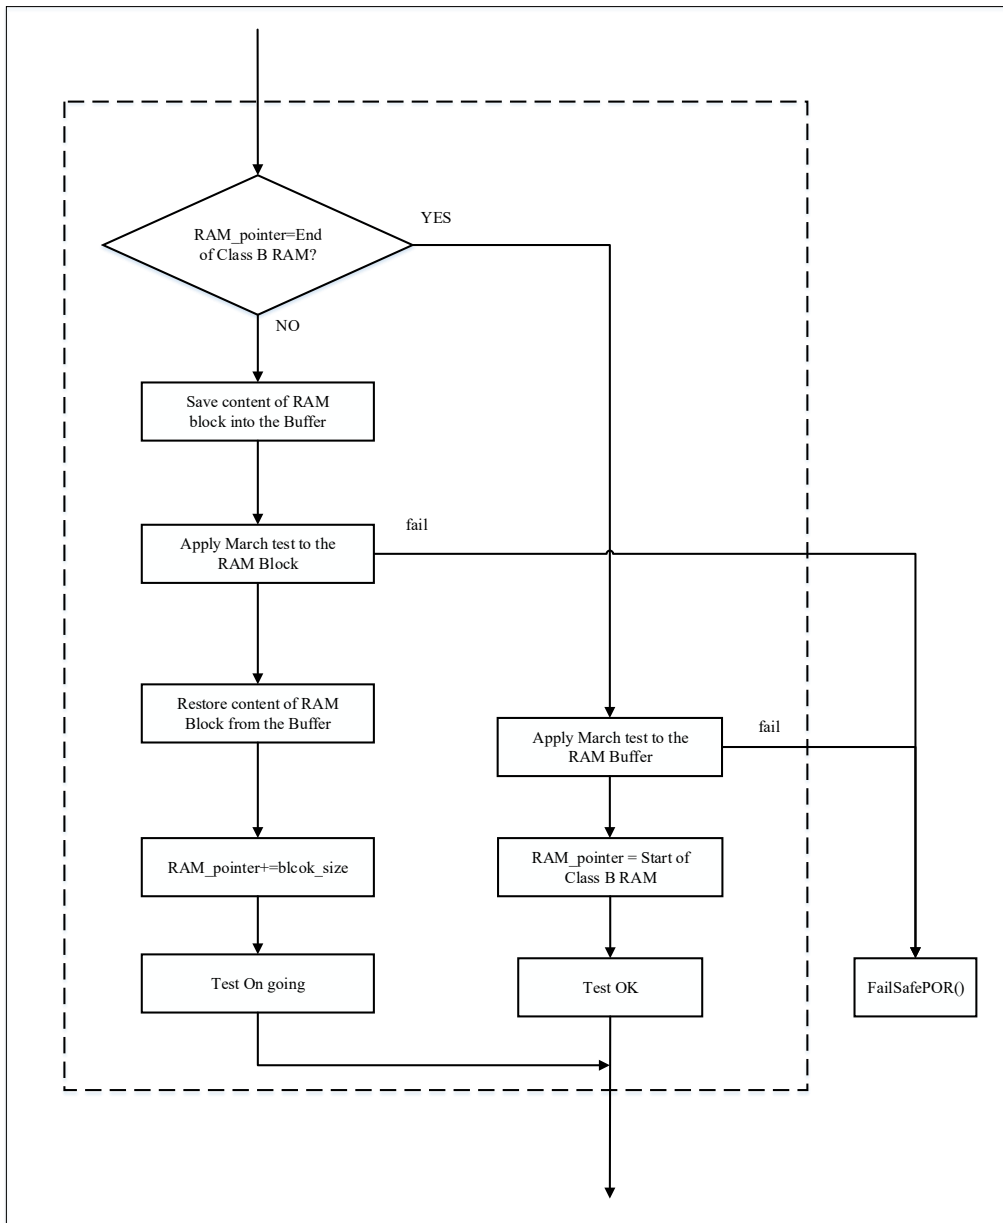 YES
RAM_pointer=End
of Class B RAM?
NO
Save content of RAM
block into the Buffer
fail
Apply March test to the
RAM Block
Restore content of RAM
Block from the Buffer
fail
Apply March test to the
RAM Buffer
RAM_pointer+=blcok_size
RAM_pointer = Start of
Class B RAM
Test On going
Test OK
FailSafePOR()